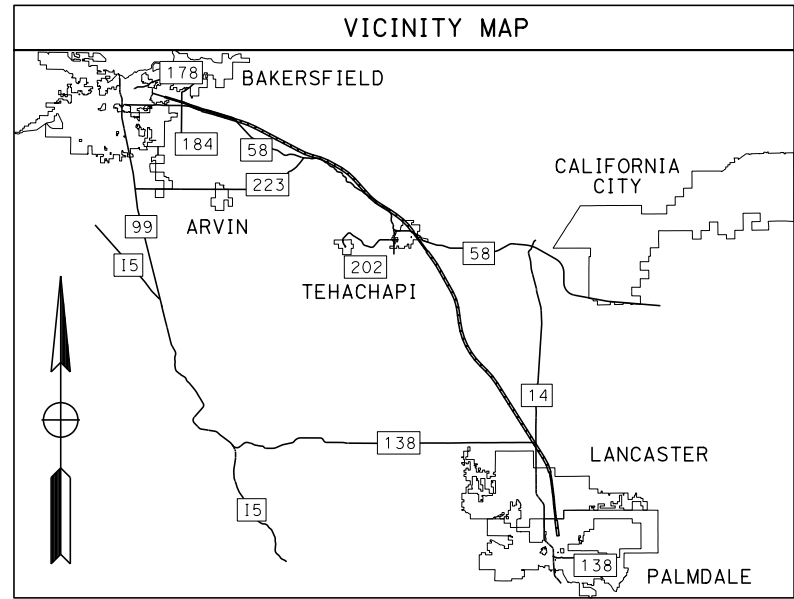 VICINITY MAP
178
BAKERSFIELD
184
58
223
CALIFORNIA
CITY
99
ARVIN
I5
202
58
TEHACHAPI
14
138
LANCASTER
I5
138
PALMDALE